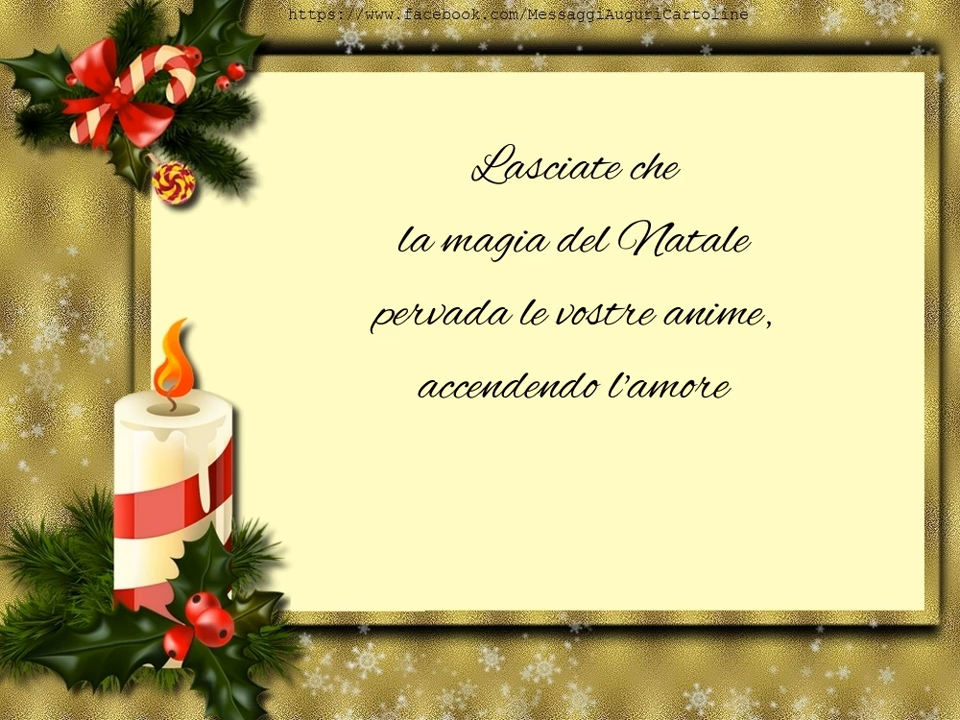 https://www.facebook.com/MessaggiAuguriCartoline
Lasciate che
la magia del Natale
pervada le vostre anime,
accendendo l'amore